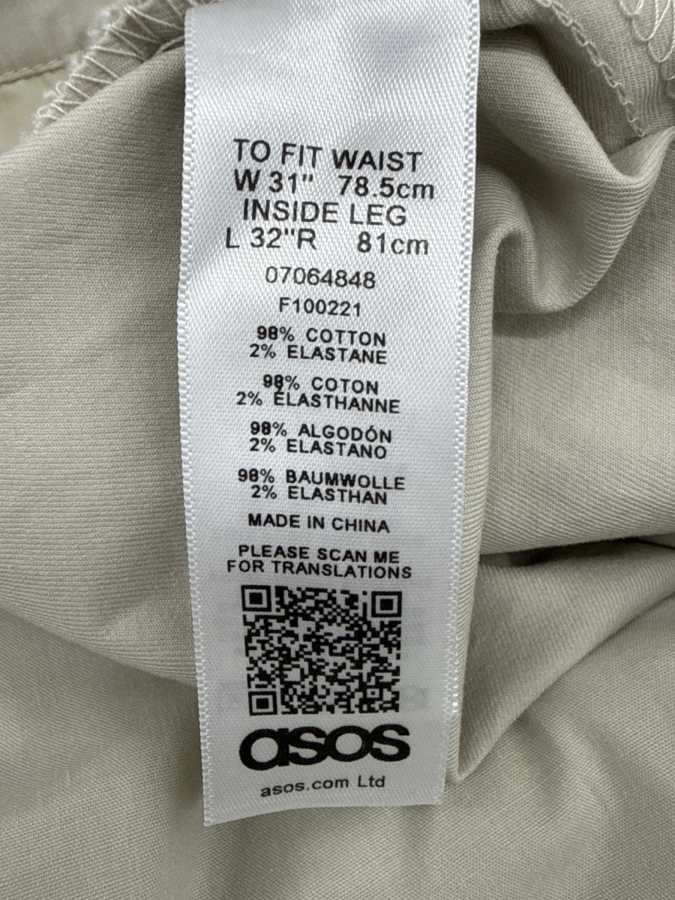 TO FIT WAIST
W 31" 78.5cm
INSIDE LEG
L 32"R 81cm
07064848
F100221
98% COTTON
2% ELASTANE
98% COTON
2% ÉLASTHANNE
98% ALGODÓN
2% ELASTANO
98% BAUMWOLLE
2% ELASTHAN
MADE IN CHINA
PLEASE SCAN ME
FOR TRANSLATIONS
asos
asos.com Ltd